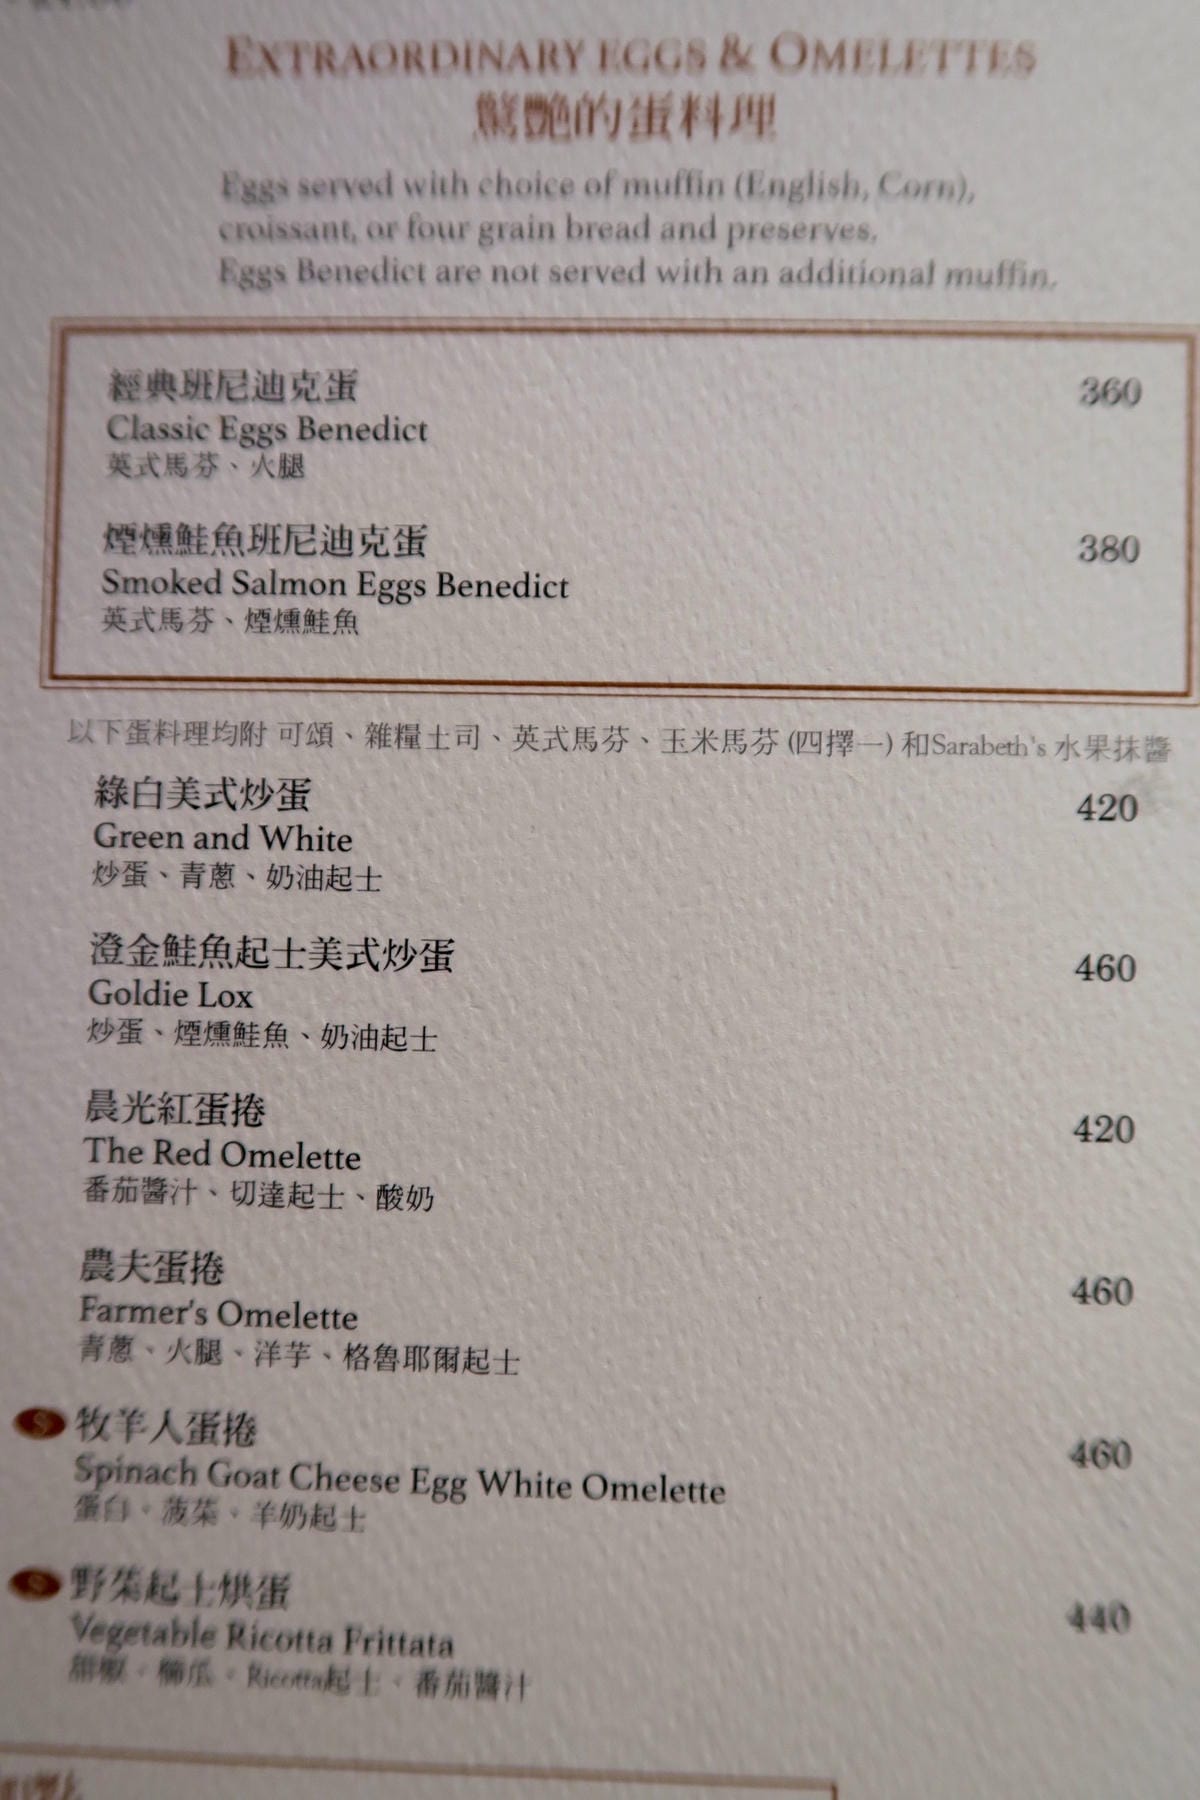 EXTRAORDINARY EGGS & OMELETTES
驚艷的蛋料理
Eggs served with choice of muffin (English, Corn),
croissant, or four grain bread and preserves.
Eggs Benedict are not served with an additional muffin.
經典班尼迪克蛋 360
Classic Eggs Benedict
英式馬芬、火腿
煙燻鮭魚班尼迪克蛋 380
Smoked Salmon Eggs Benedict
英式馬芬、煙燻鮭魚
以下蛋料理均附 可頌、雜糧土司、英式馬芬、玉米馬芬 (四擇一) 和Sarabeth's 水果抹醬
綠白美式炒蛋 420
Green and White
炒蛋、青蔥、奶油起士
澄金鮭魚起士美式炒蛋 460
Goldie Lox
炒蛋、煙燻鮭魚、奶油起士
晨光紅蛋捲 420
The Red Omelette
番茄醬汁、切達起士、酸奶
農夫蛋捲 460
Farmer's Omelette
青蔥、火腿、洋芋、格魯耶爾起士
牧羊人蛋捲 460
Spinach Goat Cheese Egg White Omelette
蛋白、菠菜、羊奶起士
野菜起士烘蛋 440
Vegetable Ricotta Frittata
甜椒、櫛瓜、Ricotta起士、番茄醬汁